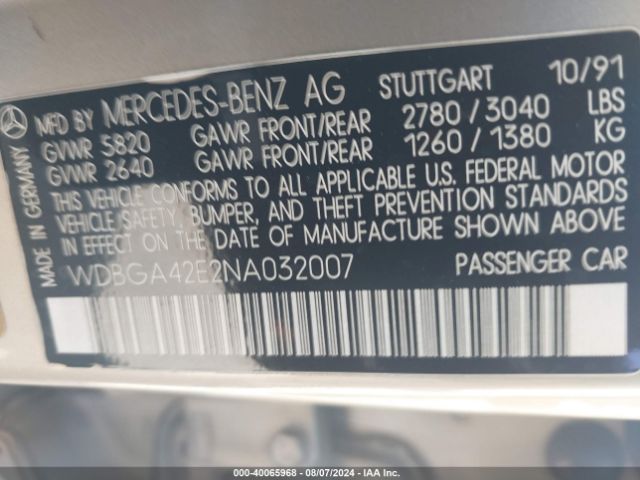 MFD BY MERCEDES-BENZ AG STUTTGART 10/91
GVWR 5820 GAWR FRONT/REAR 2780 / 3040 LBS
GVWR 2640 GAWR FRONT/REAR 1260 / 1380 KG
THIS VEHICLE CONFORMS TO ALL APPLICABLE U.S. FEDERAL MOTOR
VEHICLE SAFETY, BUMPER, AND THEFT PREVENTION STANDARDS
IN EFFECT ON THE DATE OF MANUFACTURE SHOWN ABOVE
WDBGA42E2NA032007 PASSENGER CAR
MADE IN GERMANY
000-40065968 - 08/07/2024 - IAA Inc.